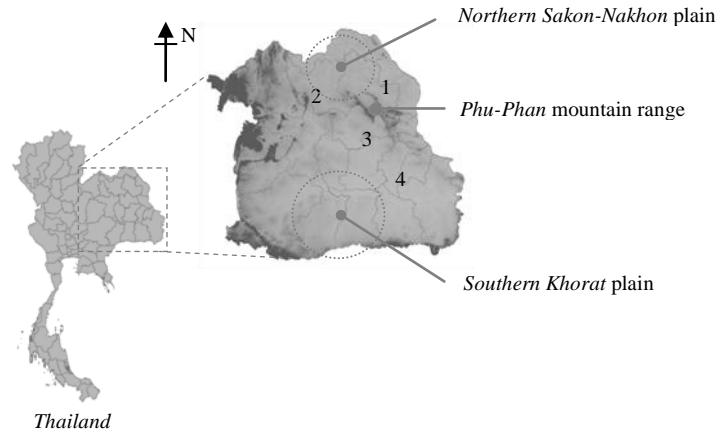 Northern Sakon-Nakhon plain
N
1
2
Phu-Phan mountain range
3
4
Southern Khorat plain
Thailand